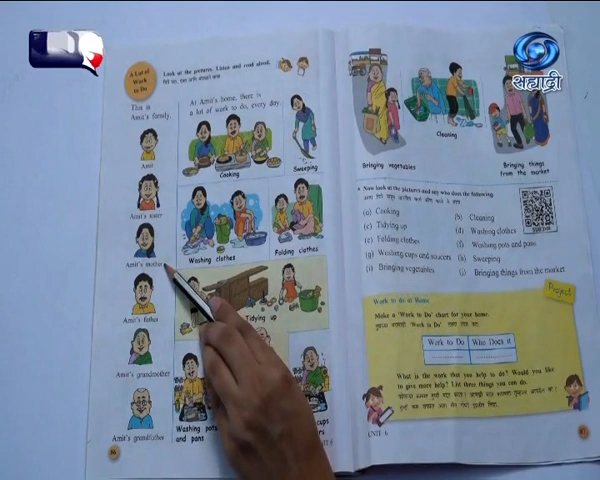 सह्याद्री
A Lot of
Work
to Do
Look at the pictures. Listen and read aloud.
This is
Amit's family.
At Amit's home, there is
a lot of work to do, every day.
Amit
Amit's sister
Amit's mother
Amit's father
Amit's grandmother
Amit's grandfather
Cooking
Sweeping
Washing clothes
Folding clothes
Tidying up
Washing pots
and pans
cups
86
UNIT 6
Bringing vegetables
Cleaning
Bringing things
from the market
Now look at the pictures and say who does the following.
(a) Cooking
(b) Cleaning
(c) Tidying up
(d) Washing clothes
(e) Folding clothes
(f) Washing pots and pans
(g) Washing cups and saucers
(h) Sweeping
(i) Bringing vegetables
(j) Bringing things from the market
Project
Work to do at Home
Make a 'Work to Do' chart for your home.
Work to Do
Who Does it
What is the work that you help to do? Would you like
to give more help? List three things you can do.
UNIT 6
87